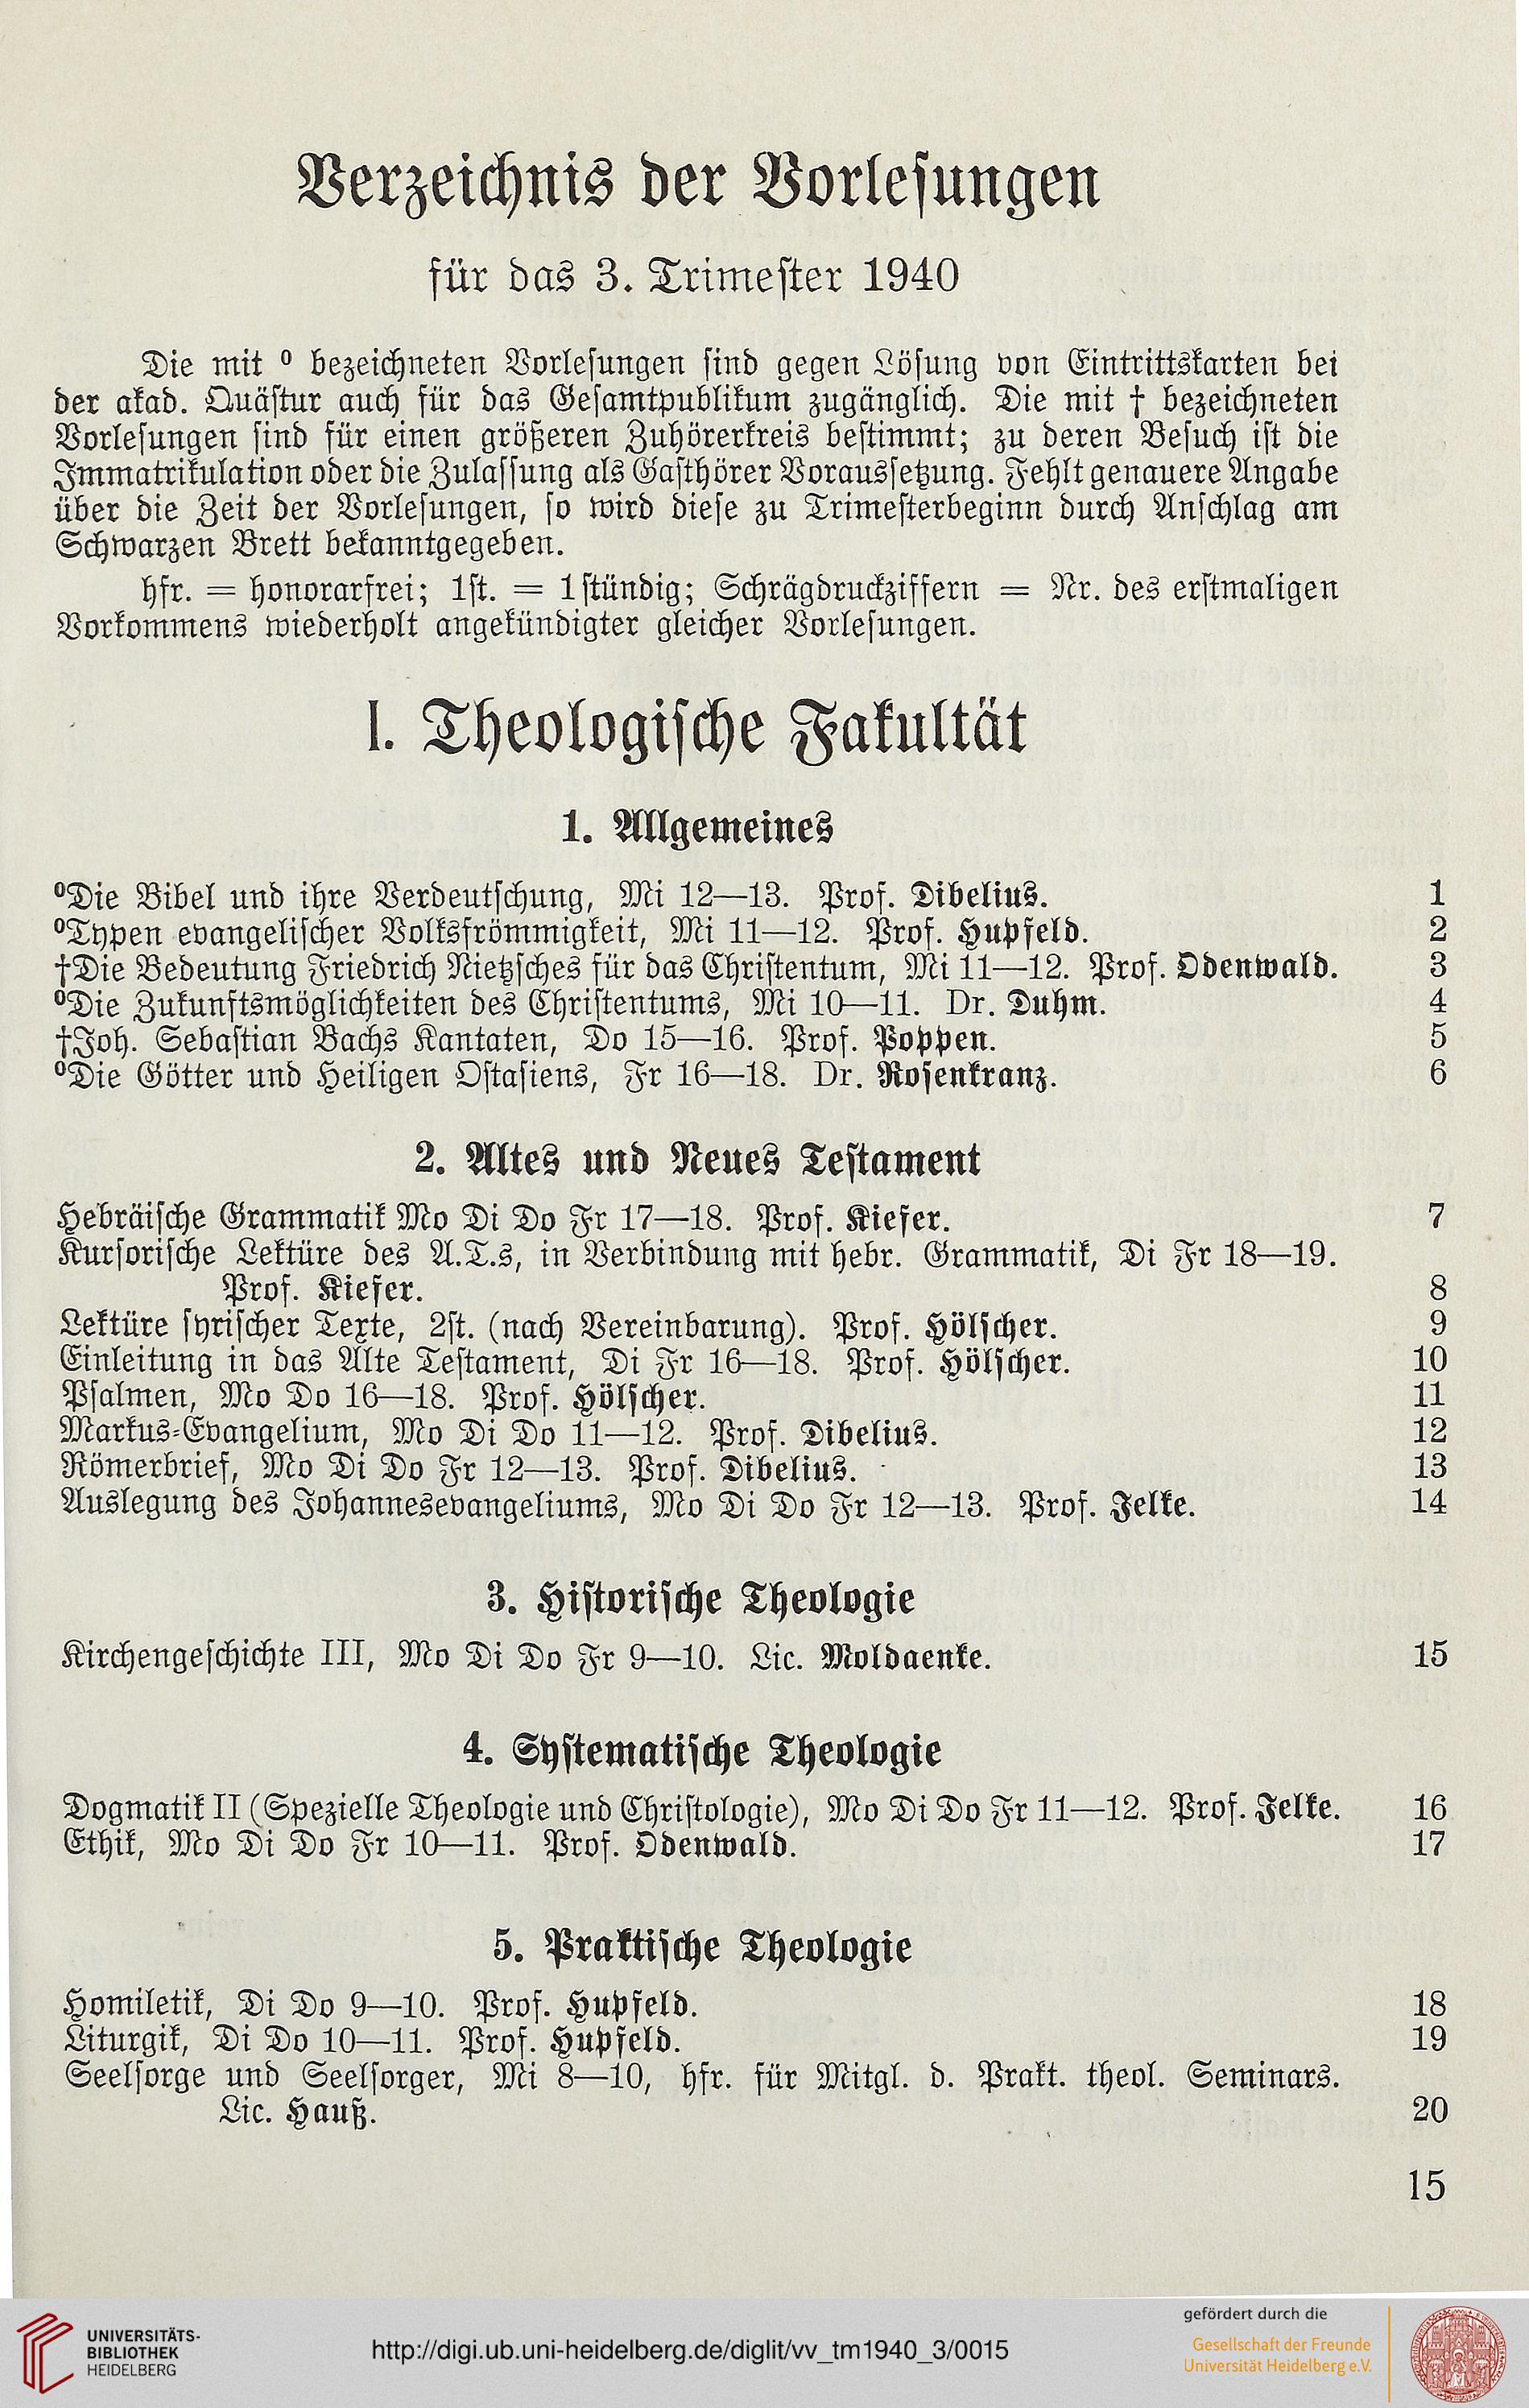 Verzeichnis der Vorlesungen
für das 3. Trimester 1940
Die mit ⁰ bezeichneten Vorlesungen sind gegen Lösung von Eintrittskarten bei
der akad. Quästur auch für das Gesamtpublikum zugänglich. Die mit † bezeichneten
Vorlesungen sind für einen größeren Zuhörerkreis bestimmt; zu deren Besuch ist die
Immatrikulation oder die Zulassung als Gasthörer Voraussetzung. Fehlt genauere Angabe
über die Zeit der Vorlesungen, so wird diese zu Trimesterbeginn durch Anschlag am
Schwarzen Brett bekanntgegeben.
hfr. = honorarfrei; 1st. = 1stündig; Schrägdruckziffern = Nr. des erstmaligen
Vorkommens wiederholt angekündigter gleicher Vorlesungen.
I. Theologische Fakultät
1. Allgemeines
⁰Die Bibel und ihre Verdeutschung, Mi 12—13. Prof. Dibelius. 1
⁰Typen evangelischer Volksfrömmigkeit, Mi 11—12. Prof. Hupfeld. 2
†Die Bedeutung Friedrich Nietzsches für das Christentum, Mi 11—12. Prof. Odenwald. 3
⁰Die Zukunftsmöglichkeiten des Christentums, Mi 10—11. Dr. Duhm. 4
†Joh. Sebastian Bachs Kantaten, Do 15—16. Prof. Poppen. 5
⁰Die Götter und Heiligen Ostasiens, Fr 16—18. Dr. Rosenkranz. 6
2. Altes und Neues Testament
Hebräische Grammatik Mo Di Do Fr 17—18. Prof. Kiefer. 7
Kursorische Lektüre des A.T.s, in Verbindung mit hebr. Grammatik, Di Fr 18—19.
Prof. Kiefer. 8
Lektüre syrischer Texte, 2st. (nach Vereinbarung). Prof. Hölscher. 9
Einleitung in das Alte Testament, Di Fr 16—18. Prof. Hölscher. 10
Psalmen, Mo Do 16—18. Prof. Hölscher. 11
Markus-Evangelium, Mo Di Do 11—12. Prof. Dibelius. 12
Römerbrief, Mo Di Do Fr 12—13. Prof. Dibelius. 13
Auslegung des Johannesevangeliums, Mo Di Do Fr 12—13. Prof. Jelke. 14
3. Historische Theologie
Kirchengeschichte III, Mo Di Do Fr 9—10. Lic. Moldaenke. 15
4. Systematische Theologie
Dogmatik II (Spezielle Theologie und Christologie), Mo Di Do Fr 11—12. Prof. Jelke. 16
Ethik, Mo Di Do Fr 10—11. Prof. Odenwald. 17
5. Praktische Theologie
Homiletik, Di Do 9—10. Prof. Hupfeld. 18
Liturgik, Di Do 10—11. Prof. Hupfeld. 19
Seelsorge und Seelsorger, Mi 8—10, hfr. für Mitgl. d. Prakt. theol. Seminars.
Lic. Hauß. 20
15
UNIVERSITÄTS-
BIBLIOTHEK
HEIDELBERG
http://digi.ub.uni-heidelberg.de/diglit/vv_tm1940_3/0015
gefördert durch die
Gesellschaft der Freunde
Universität Heidelberg e.V.